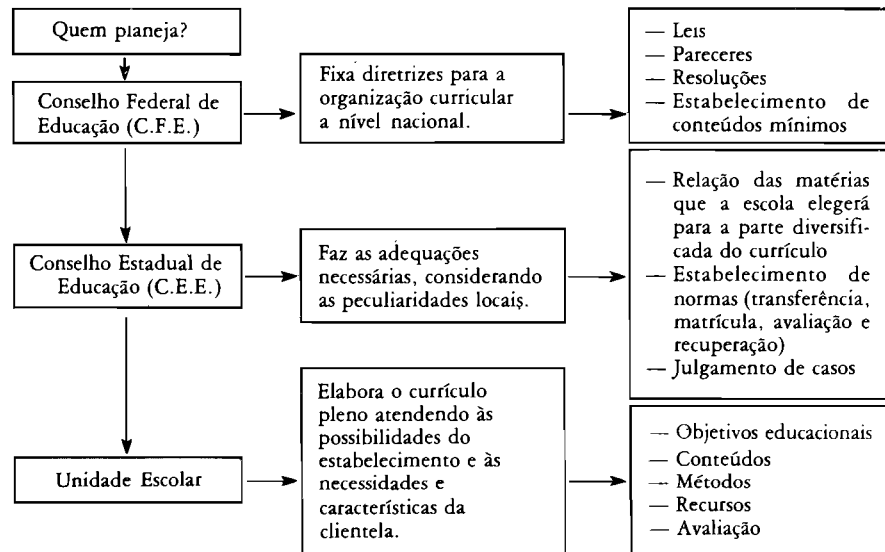 Quem planeja?
Conselho Federal de
Educação (C.F.E.)
Fixa diretrizes para a
organização curricular
a nível nacional.
— Leis
— Pareceres
— Resoluções
— Estabelecimento de
conteúdos mínimos
Conselho Estadual de
Educação (C.E.E.)
Faz as adequações
necessárias, considerando
as peculiaridades locais.
— Relação das matérias
que a escola elegerá
para a parte diversifi-
cada do currículo
— Estabelecimento de
normas (transferência,
matrícula, avaliação e
recuperação)
— Julgamento de casos
Unidade Escolar
Elabora o currículo
pleno atendendo às
possibilidades do
estabelecimento e às
necessidades e
características da
clientela.
— Objetivos educacionais
— Conteúdos
— Métodos
— Recursos
— Avaliação